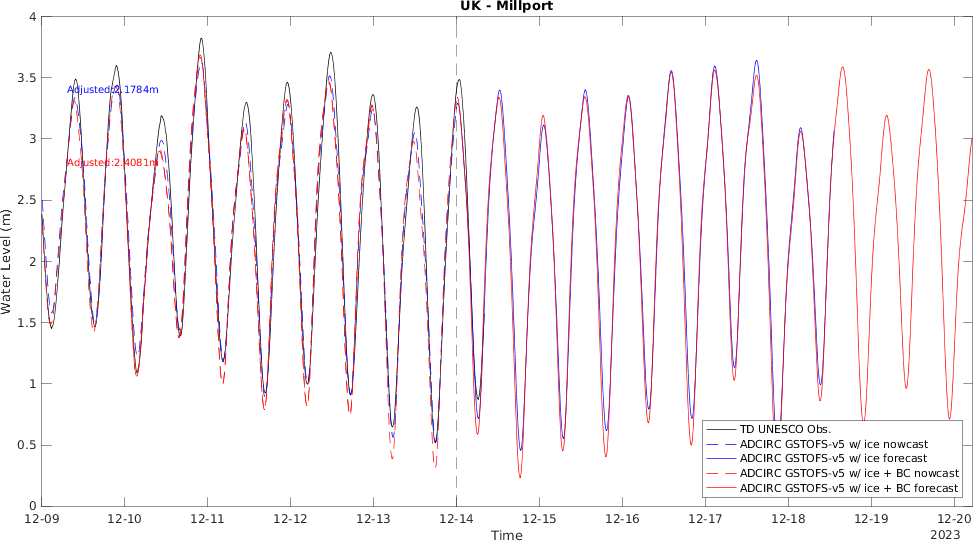 UK - Millport
4
3.5
3
2.5
2
1.5
1
0.5
0
Water Level (m)
Adjusted:2.1784m
Adjusted:2.4081m
TD UNESCO Obs.
ADCIRC GSTOFS-v5 w/ ice nowcast
ADCIRC GSTOFS-v5 w/ ice forecast
ADCIRC GSTOFS-v5 w/ ice + BC nowcast
ADCIRC GSTOFS-v5 w/ ice + BC forecast
12-09 12-10 12-11 12-12 12-13 12-14 12-15 12-16 12-17 12-18 12-19 12-20
Time
2023